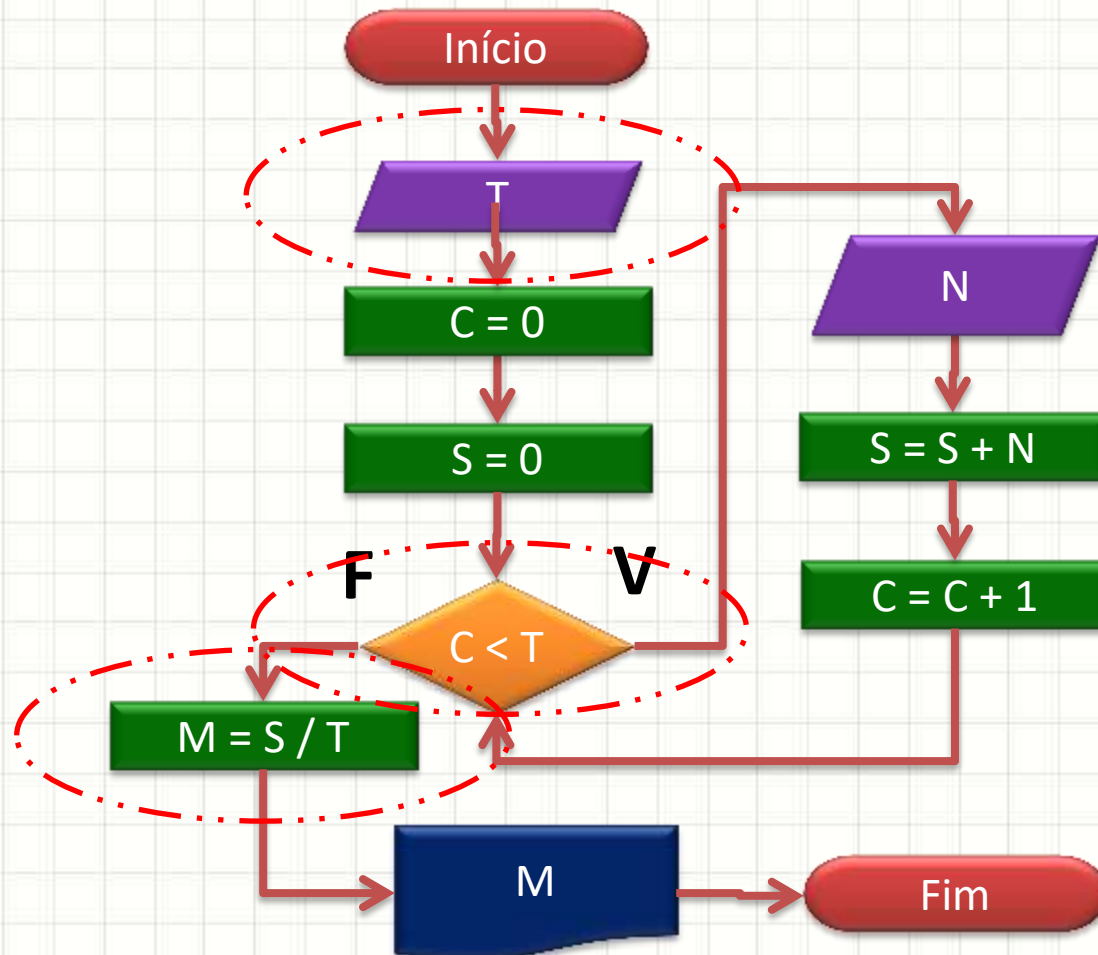 Início
T
C = 0
S = 0
F
V
C < T
N
S = S + N
C = C + 1
M = S / T
M
Fim